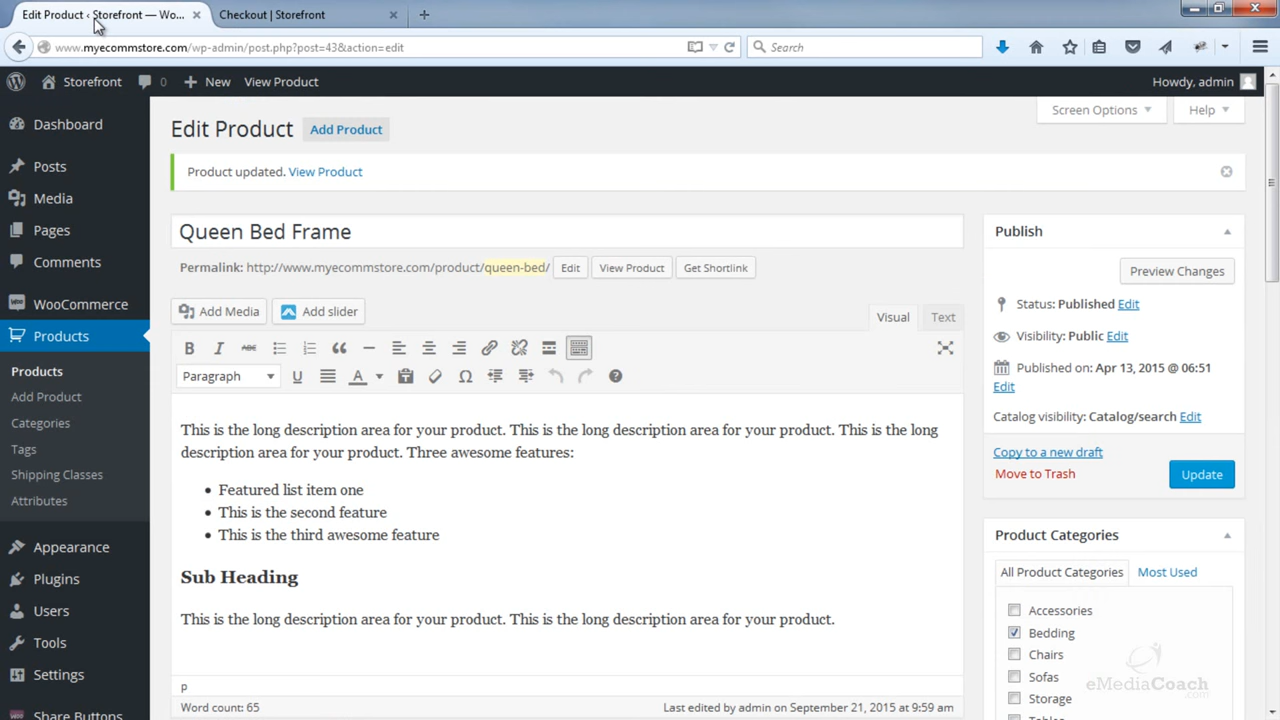 Edit Product ‹ Storefront — Wo...
Checkout | Storefront
www.myecommstore.com/wp-admin/post.php?post=43&action=edit
Search
Storefront
0
New
View Product
Howdy, admin
Dashboard
Posts
Media
Pages
Comments
WooCommerce
Products
Products
Add Product
Categories
Tags
Shipping Classes
Attributes
Appearance
Plugins
Users
Tools
Settings
Share Buttons
Screen Options
Help
Edit Product
Add Product
Product updated. View Product
Queen Bed Frame
Permalink: http://www.myecommstore.com/product/queen-bed/
Edit
View Product
Get Shortlink
Add Media
Add slider
Visual
Text
B I ABC
Paragraph
U
A
This is the long description area for your product. This is the long description area for your product. This is the long
description area for your product. Three awesome features:
Featured list item one
This is the second feature
This is the third awesome feature
Sub Heading
This is the long description area for your product. This is the long description area for your product.
p
Word count: 65
Last edited by admin on September 21, 2015 at 9:59 am
Publish
Preview Changes
Status: Published Edit
Visibility: Public Edit
Published on: Apr 13, 2015 @ 06:51
Edit
Catalog visibility: Catalog/search Edit
Copy to a new draft
Move to Trash
Update
Product Categories
All Product Categories
Most Used
Accessories
Bedding
Chairs
Sofas
Storage
eMediaCoach
.com